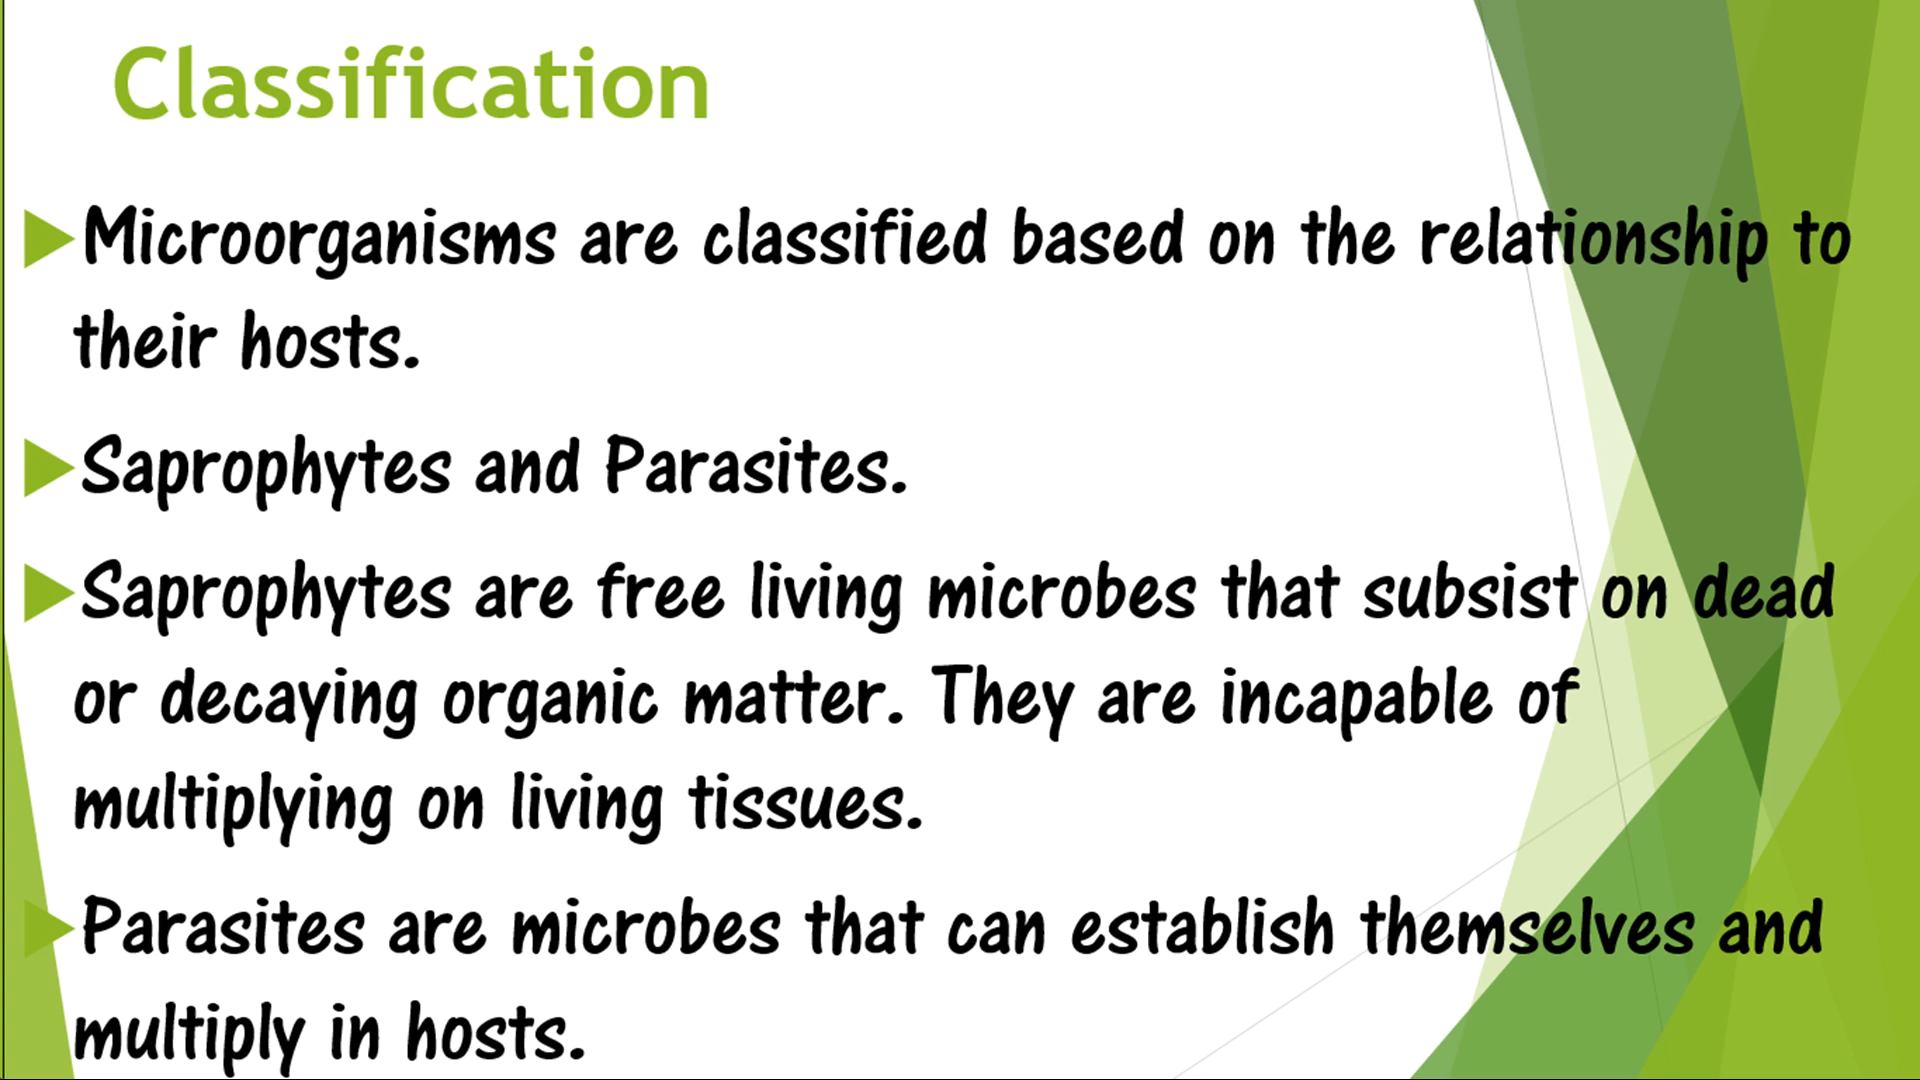 Classification
Microorganisms are classified based on the relationship to
their hosts.
Saprophytes and Parasites.
Saprophytes are free living microbes that subsist on dead
or decaying organic matter. They are incapable of
multiplying on living tissues.
Parasites are microbes that can establish themselves and
multiply in hosts.